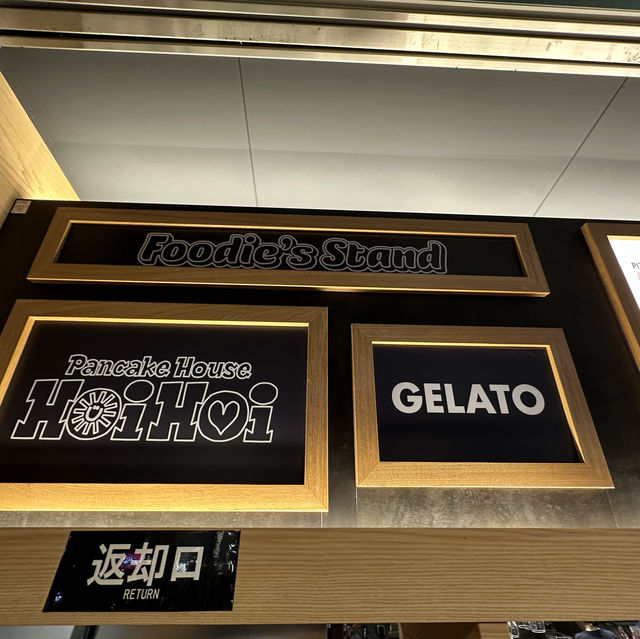 Foodie's Stand
Pancake House
HoiHoi
GELATO
返却口
RETURN